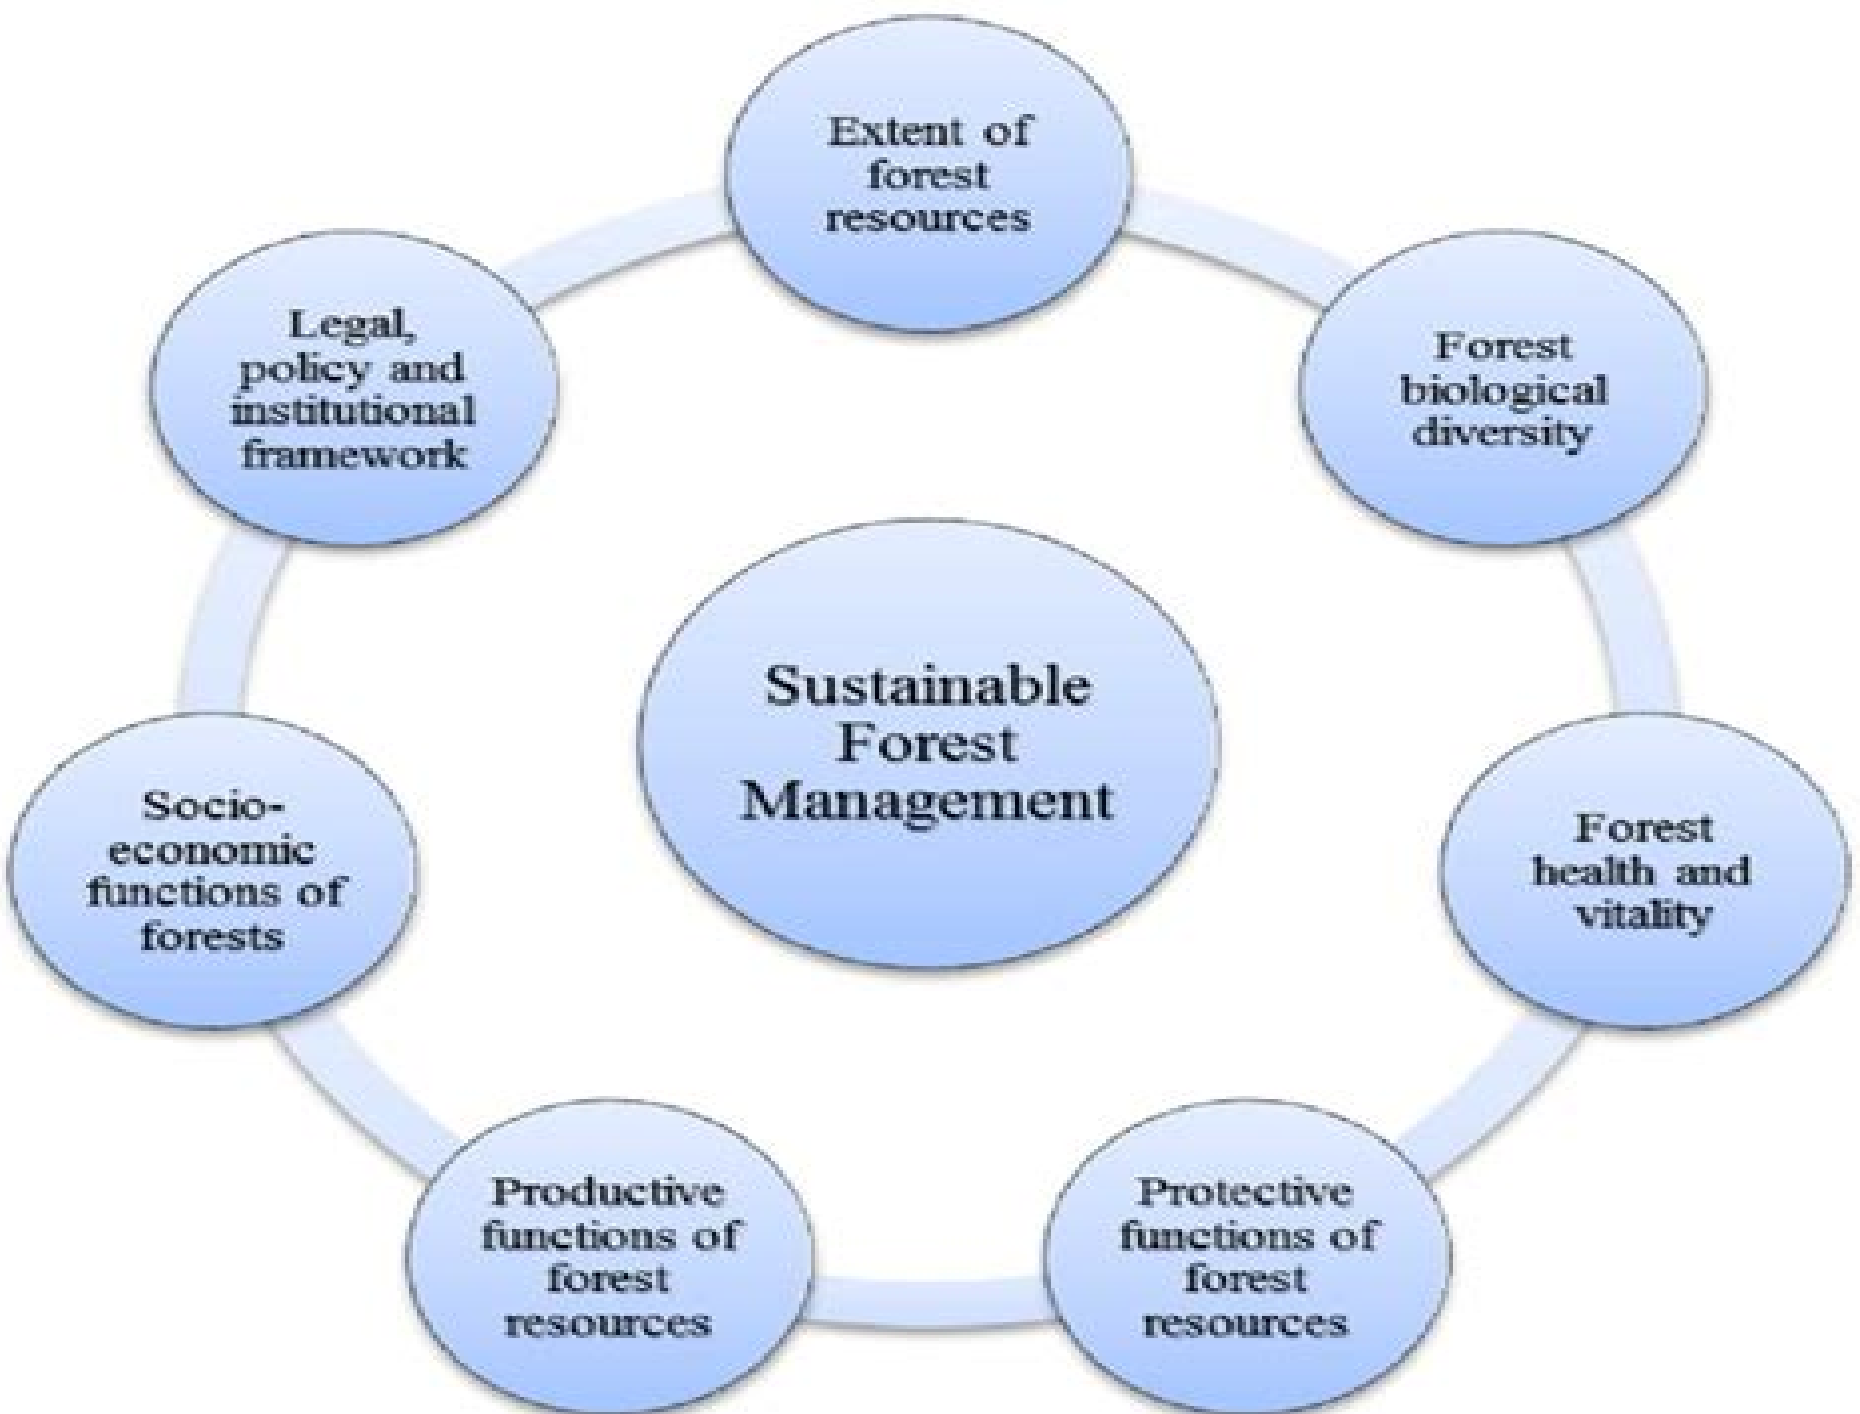 Extent of
forest
resources
Forest
biological
diversity
Forest
health and
vitality
Protective
functions of
forest
resources
Productive
functions of
forest
resources
Socio-
economic
functions of
forests
Legal,
policy and
institutional
framework
Sustainable
Forest
Management